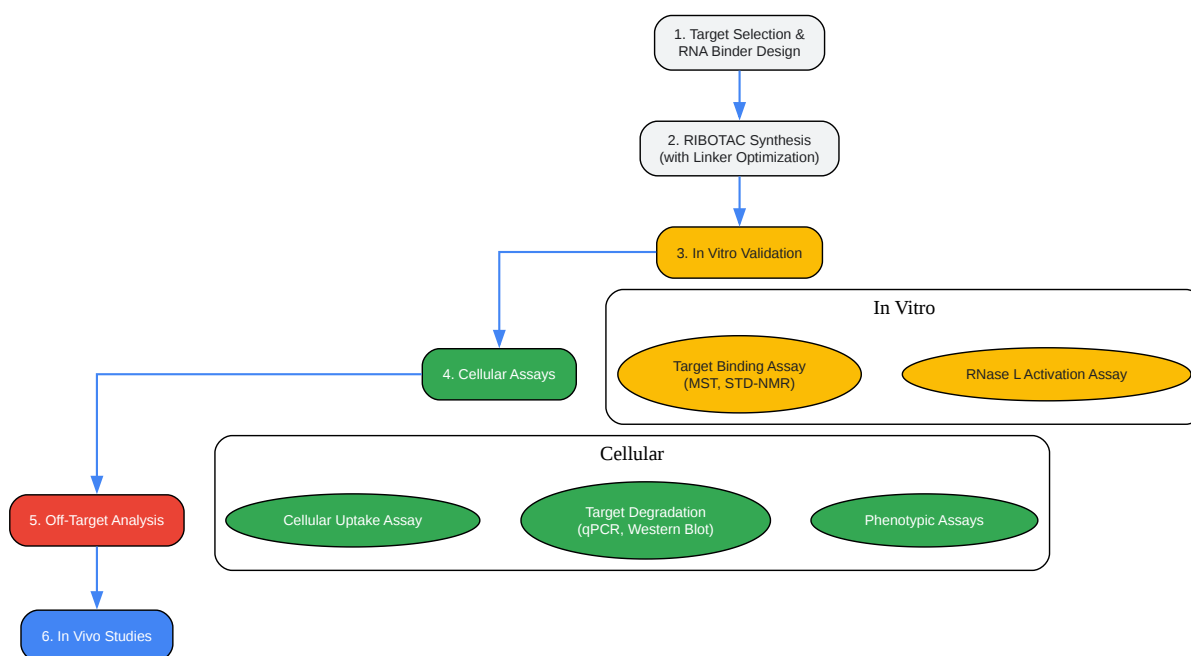 1. Target Selection &
RNA Binder Design
2. RIBOTAC Synthesis
(with Linker Optimization)
3. In Vitro Validation
In Vitro
Target Binding Assay
(MST, STD-NMR)
RNase L Activation Assay
4. Cellular Assays
Cellular
Cellular Uptake Assay
Target Degradation
(qPCR, Western Blot)
Phenotypic Assays
5. Off-Target Analysis
6. In Vivo Studies